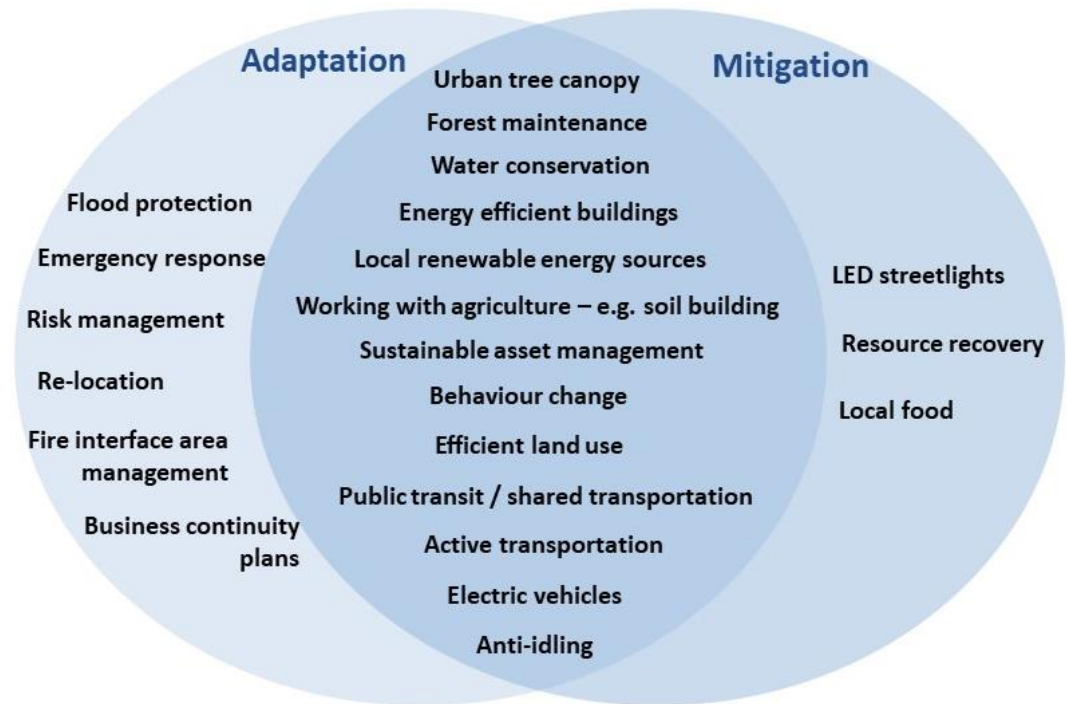 Adaptation
Mitigation
Urban tree canopy
Forest maintenance
Water conservation
Energy efficient buildings
Local renewable energy sources
Working with agriculture – e.g. soil building
Sustainable asset management
Behaviour change
Efficient land use
Public transit / shared transportation
Active transportation
Electric vehicles
Anti-idling
Flood protection
Emergency response
Risk management
Re-location
Fire interface area
management
Business continuity
plans
LED streetlights
Resource recovery
Local food